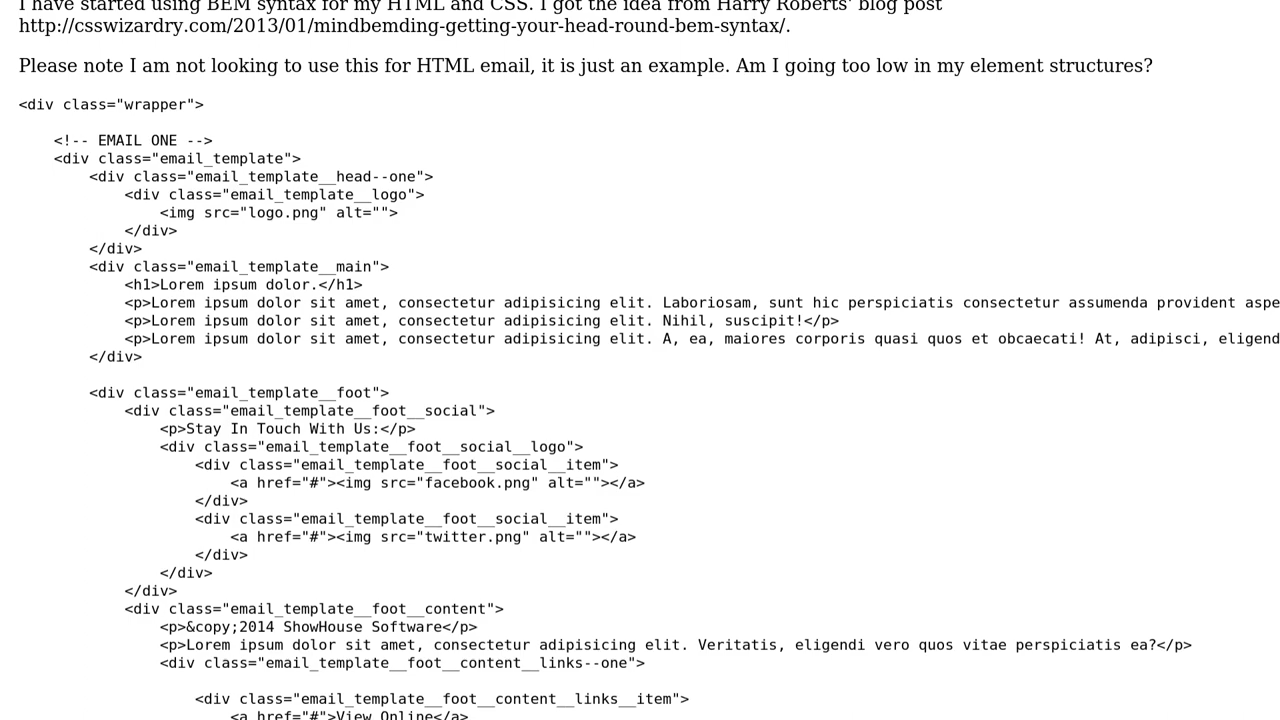 I have started using BEM syntax for my HTML and CSS. I got the idea from Harry Roberts' blog post
http://csswizardry.com/2013/01/mindbemding-getting-your-head-round-bem-syntax/.
Please note I am not looking to use this for HTML email, it is just an example. Am I going too low in my element structures?
<div class="wrapper">
<!-- EMAIL ONE -->
<div class="email_template">
<div class="email_template__head--one">
<div class="email_template__logo">
<img src="logo.png" alt="">
</div>
</div>
<div class="email_template__main">
<h1>Lorem ipsum dolor.</h1>
<p>Lorem ipsum dolor sit amet, consectetur adipisicing elit. Laboriosam, sunt hic perspiciatis consectetur assumenda provident aspe
<p>Lorem ipsum dolor sit amet, consectetur adipisicing elit. Nihil, suscipit!</p>
<p>Lorem ipsum dolor sit amet, consectetur adipisicing elit. A, ea, maiores corporis quasi quos et obcaecati! At, adipisci, eligend
</div>
<div class="email_template__foot">
<div class="email_template__foot__social">
<p>Stay In Touch With Us:</p>
<div class="email_template__foot__social__logo">
<div class="email_template__foot__social__item">
<a href="#"><img src="facebook.png" alt=""></a>
</div>
<div class="email_template__foot__social__item">
<a href="#"><img src="twitter.png" alt=""></a>
</div>
</div>
</div>
<div class="email_template__foot__content">
<p>&copy;2014 ShowHouse Software</p>
<p>Lorem ipsum dolor sit amet, consectetur adipisicing elit. Veritatis, eligendi vero quos vitae perspiciatis ea?</p>
<div class="email_template__foot__content__links--one">
<div class="email_template__foot__content__links__item">
<a href="#">View Online</a>